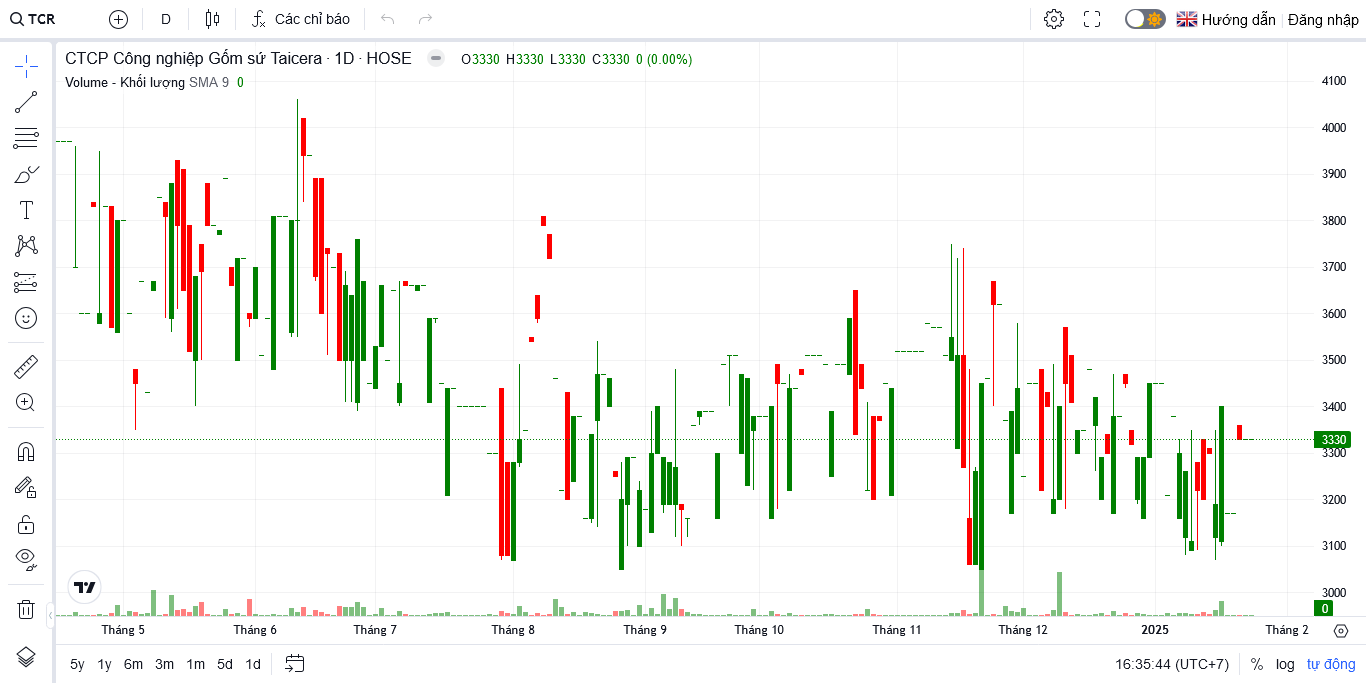 TCR D Các chỉ báo Hướng dẫn Đăng nhập
CTCP Công nghiệp Gốm sứ Taicera · 1D · HOSE O3330 H3330 L3330 C3330 0 (0.00%)
Volume - Khối lượng SMA 9 0
4100
4000
3900
3800
3700
3600
3500
3400
3330
3300
3200
3100
3000
0
Tháng 5 Tháng 6 Tháng 7 Tháng 8 Tháng 9 Tháng 10 Tháng 11 Tháng 12 2025 Tháng 2
5y 1y 6m 3m 1m 5d 1d 16:35:44 (UTC+7) % log tự động